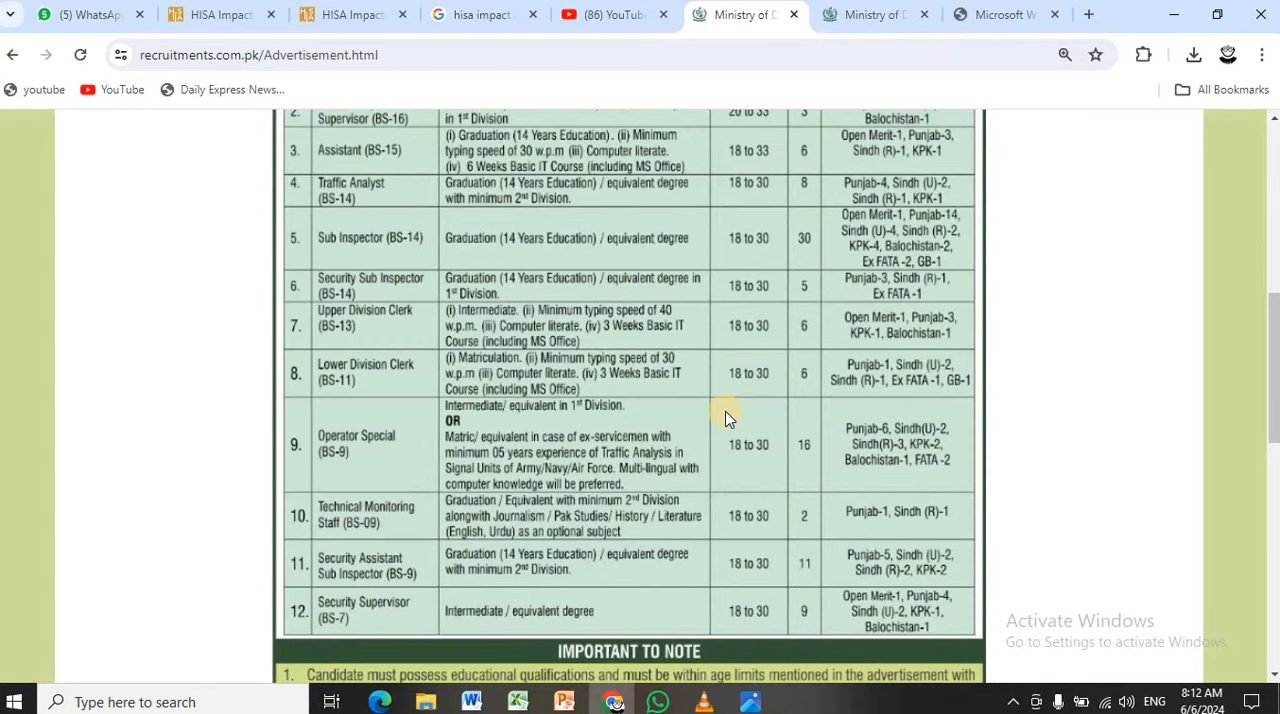 (5) WhatsApp
HISA Impact
HISA Impact
hisa impact
(86) YouTube
Ministry of D
Ministry of D
Microsoft W
recruitments.com.pk/Advertisement.html
youtube
YouTube
Daily Express News...
All Bookmarks
2.
Supervisor (BS-16)
in 1st Division
20 to 33
3
Balochistan-1
3.
Assistant (BS-15)
(i) Graduation (14 Years Education). (ii) Minimum
typing speed of 30 w.p.m (iii) Computer literate.
(iv) 6 Weeks Basic IT Course (including MS Office)
18 to 33
6
Open Merit-1, Punjab-3,
Sindh (R)-1, KPK-1
4.
Traffic Analyst
(BS-14)
Graduation (14 Years Education) / equivalent degree
with minimum 2nd Division.
18 to 30
8
Punjab-4, Sindh (U)-2,
Sindh (R)-1, KPK-1
5.
Sub Inspector (BS-14)
Graduation (14 Years Education) / equivalent degree
18 to 30
30
Open Merit-1, Punjab-14,
Sindh (U)-4, Sindh (R)-2,
KPK-4, Balochistan-2,
Ex FATA -2, GB-1
6.
Security Sub Inspector
(BS-14)
Graduation (14 Years Education) / equivalent degree in
1st Division.
18 to 30
5
Punjab-3, Sindh (R)-1,
Ex FATA -1
7.
Upper Division Clerk
(BS-13)
(i) Intermediate. (ii) Minimum typing speed of 40
w.p.m. (iii) Computer literate. (iv) 3 Weeks Basic IT
Course (including MS Office)
18 to 30
6
Open Merit-1, Punjab-3,
KPK-1, Balochistan-1
8.
Lower Division Clerk
(BS-11)
(i) Matriculation. (ii) Minimum typing speed of 30
w.p.m (iii) Computer literate. (iv) 3 Weeks Basic IT
Course (including MS Office)
18 to 30
6
Punjab-1, Sindh (U)-2,
Sindh (R)-1, Ex FATA -1, GB-1
9.
Operator Special
(BS-9)
Intermediate/ equivalent in 1st Division.
OR
Matric/ equivalent in case of ex-servicemen with
minimum 05 years experience of Traffic Analysis in
Signal Units of Army/Navy/Air Force. Multi-lingual with
computer knowledge will be preferred.
18 to 30
16
Punjab-6, Sindh(U)-2,
Sindh(R)-3, KPK-2,
Balochistan-1, FATA -2
10.
Technical Monitoring
Staff (BS-09)
Graduation / Equivalent with minimum 2nd Division
alongwith Journalism / Pak Studies/ History / Literature
(English, Urdu) as an optional subject
18 to 30
2
Punjab-1, Sindh (R)-1
11.
Security Assistant
Sub Inspector (BS-9)
Graduation (14 Years Education) / equivalent degree
with minimum 2nd Division.
18 to 30
11
Punjab-5, Sindh (U)-2,
Sindh (R)-2, KPK-2
12.
Security Supervisor
(BS-7)
Intermediate / equivalent degree
18 to 30
9
Open Merit-1, Punjab-4,
Sindh (U)-2, KPK-1,
Balochistan-1
IMPORTANT TO NOTE
1. Candidate must possess educational qualifications and must be within age limits mentioned in the advertisement with
Activate Windows
Go to Settings to activate Windows.
Type here to search
ENG
8:12 AM
6/6/2024